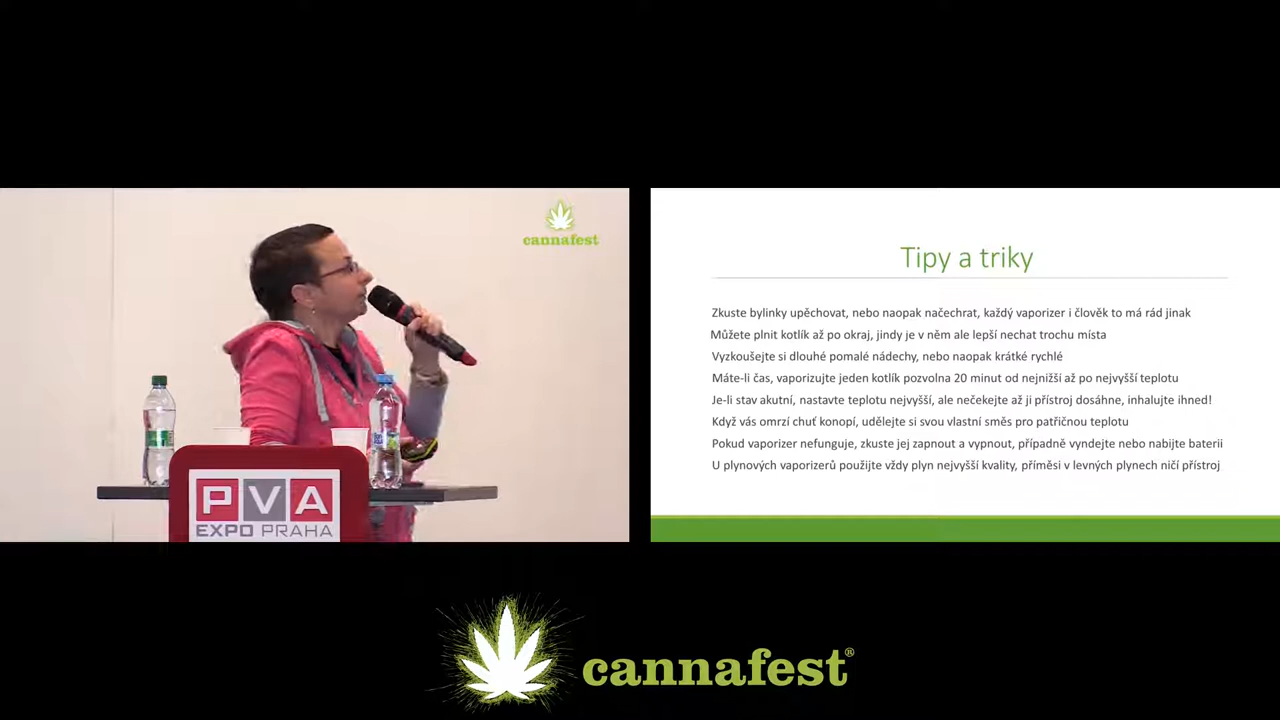 cannafest
PVA
EXPO PRAHA
Tipy a triky
Zkuste bylinky upěchovat, nebo naopak načechrat, každý vaporizer i člověk to má rád jinak
Můžete plnit kotlík až po okraj, jindy je v něm ale lepší nechat trochu místa
Vyzkoušejte si dlouhé pomalé nádechy, nebo naopak krátké rychlé
Máte-li čas, vaporizujte jeden kotlík pozvolna 20 minut od nejnižší až po nejvyšší teplotu
Je-li stav akutní, nastavte teplotu nejvyšší, ale nečekejte až ji přístroj dosáhne, inhalujte ihned!
Když vás omrzí chuť konopí, udělejte si svou vlastní směs pro patřičnou teplotu
Pokud vaporizer nefunguje, zkuste jej zapnout a vypnout, případně vyndejte nebo nabijte baterii
U plynových vaporizerů použijte vždy plyn nejvyšší kvality, příměsi v levných plynech ničí přístroj
cannafest®